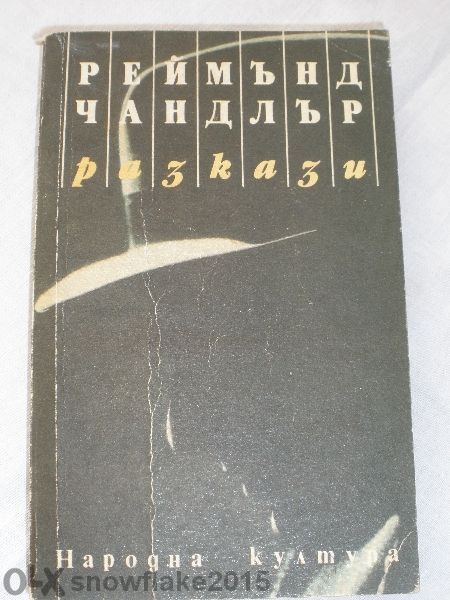 РЕЙМЪНД
ЧАНДЛЪР
разкази
Народна култура
OLX snowflake2015